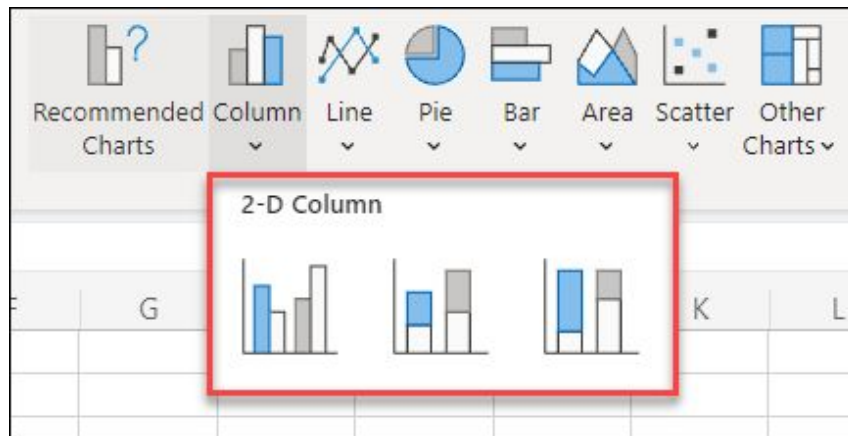 Recommended Column Line Pie Bar Area Scatter Other
Charts Charts
2-D Column
F G K L